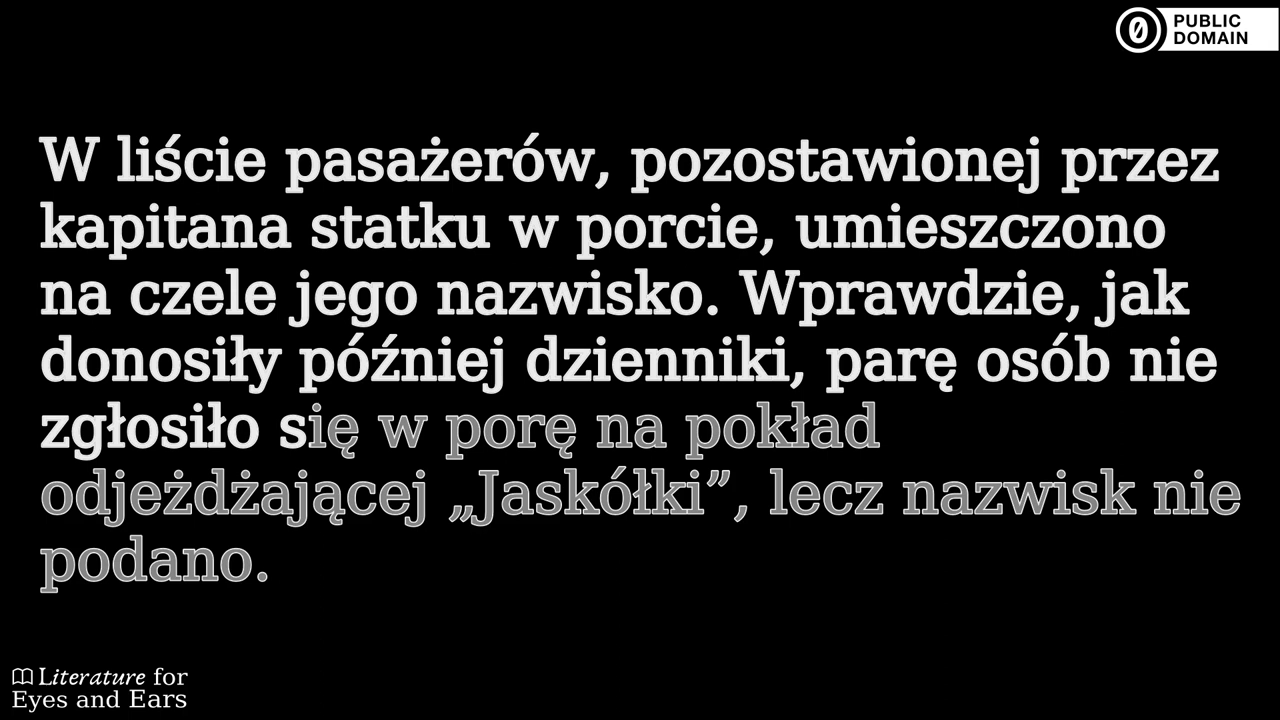 PUBLIC
DOMAIN
W liście pasażerów, pozostawionej przez
kapitana statku w porcie, umieszczono
na czele jego nazwisko. Wprawdzie, jak
donosiły później dzienniki, parę osób nie
zgłosiło się w porę na pokład
odjeżdżającej „Jaskółki”, lecz nazwisk nie
podano.
Literature for
Eyes and Ears